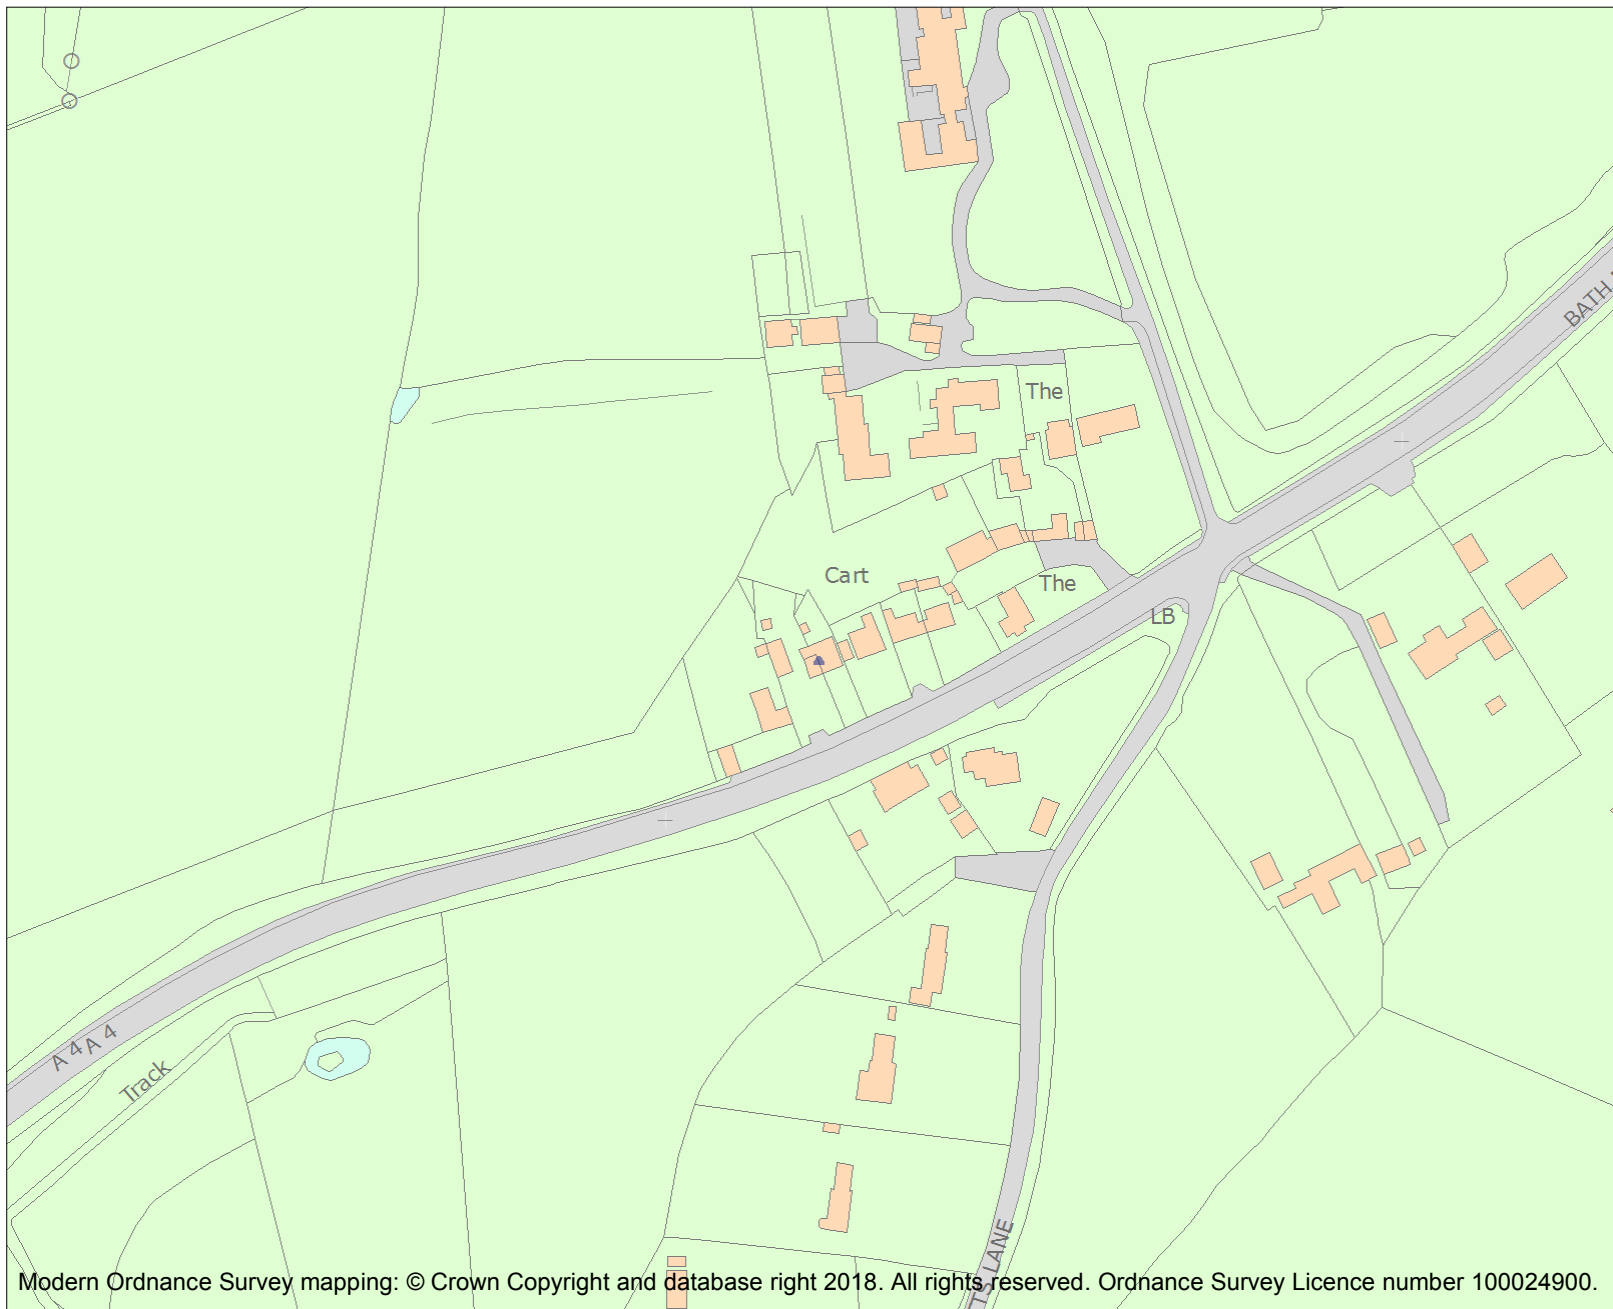 BATH
The
Cart
The
LB
A 4
A 4
Track
TS LANE
Modern Ordnance Survey mapping: © Crown Copyright and database right 2018. All rights reserved. Ordnance Survey Licence number 100024900.